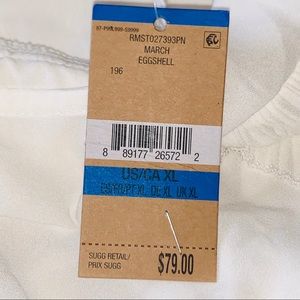 RMST027393PN
MARCH
EGGSHELL
196
8 89177 26572 2
US/CA XL
SUGG RETAIL/
PRIX SUGG
$79.00